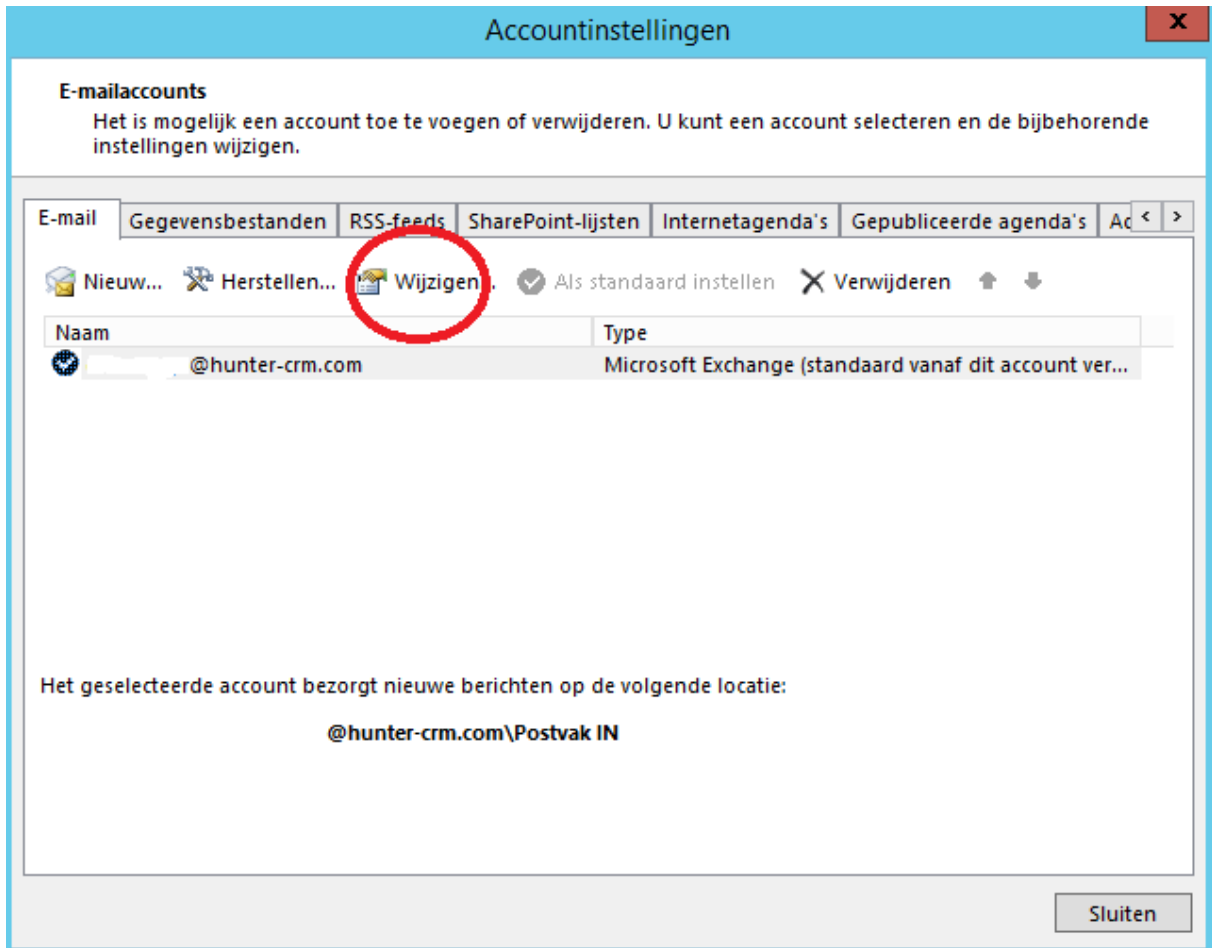 Accountinstellingen
x
E-mailaccounts
Het is mogelijk een account toe te voegen of verwijderen. U kunt een account selecteren en de bijbehorende
instellingen wijzigen.
E-mail Gegevensbestanden RSS-feeds SharePoint-lijsten Internetagenda's Gepubliceerde agenda's Ad < >
Nieuw... Herstellen... Wijzigen... Als standaard instellen Verwijderen
Naam Type
@hunter-crm.com Microsoft Exchange (standaard vanaf dit account ver...
Het geselecteerde account bezorgt nieuwe berichten op de volgende locatie:
@hunter-crm.com\Postvak IN
Sluiten